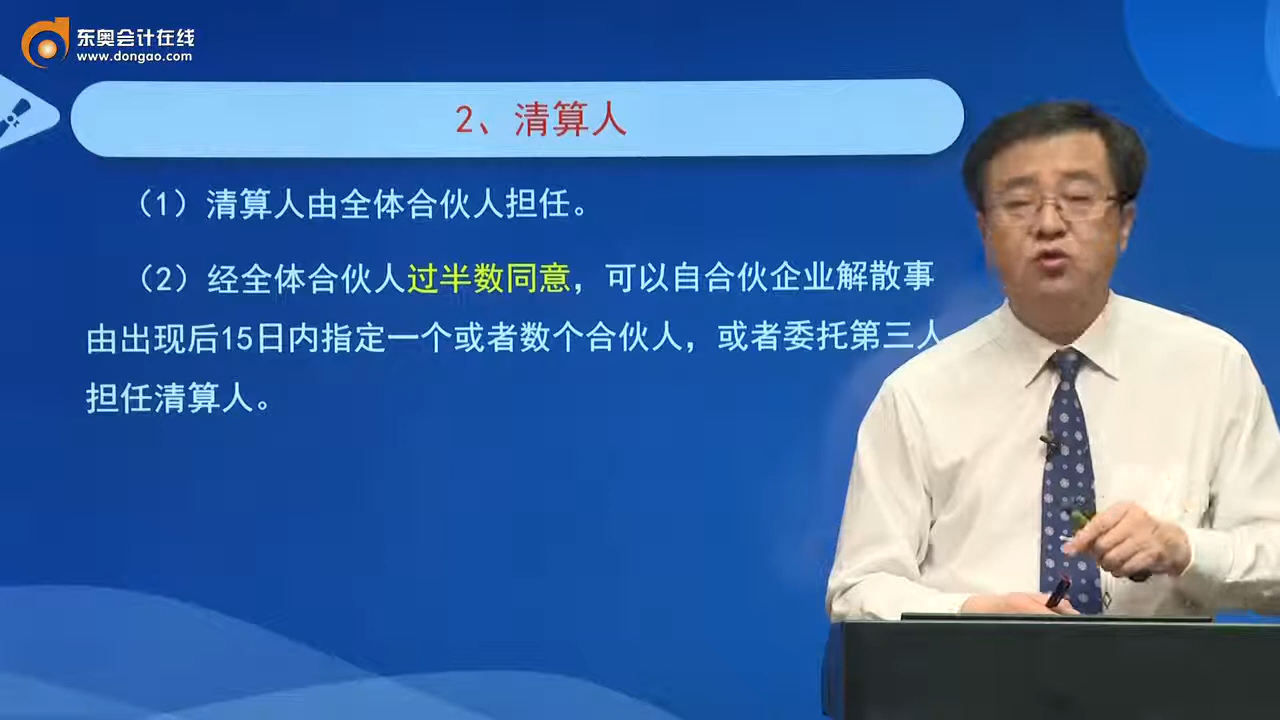 东奥会计在线
www.dongao.com
2、清算人
（1）清算人由全体合伙人担任。
（2）经全体合伙人过半数同意，可以自合伙企业解散事
由出现后15日内指定一个或者数个合伙人，或者委托第三人
担任清算人。